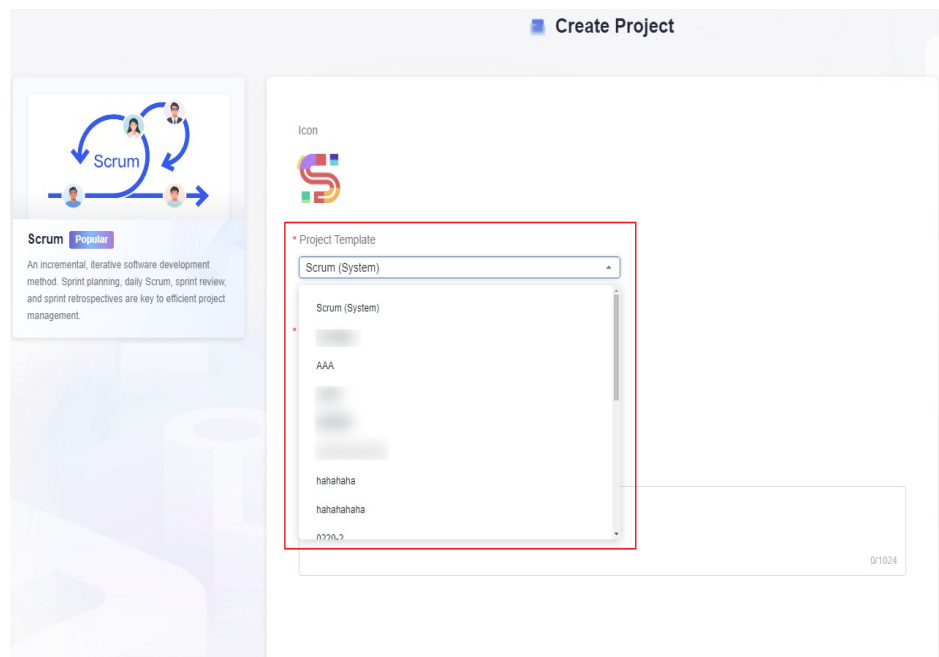 Create Project
Scrum
Scrum Popular
An incremental, iterative software development
method. Sprint planning, daily Scrum, sprint review,
and sprint retrospectives are key to efficient project
management.
Icon
* Project Template
Scrum (System)
Scrum (System)
*
AAA
hahahaha
hahahahaha
0220-2
0/1024